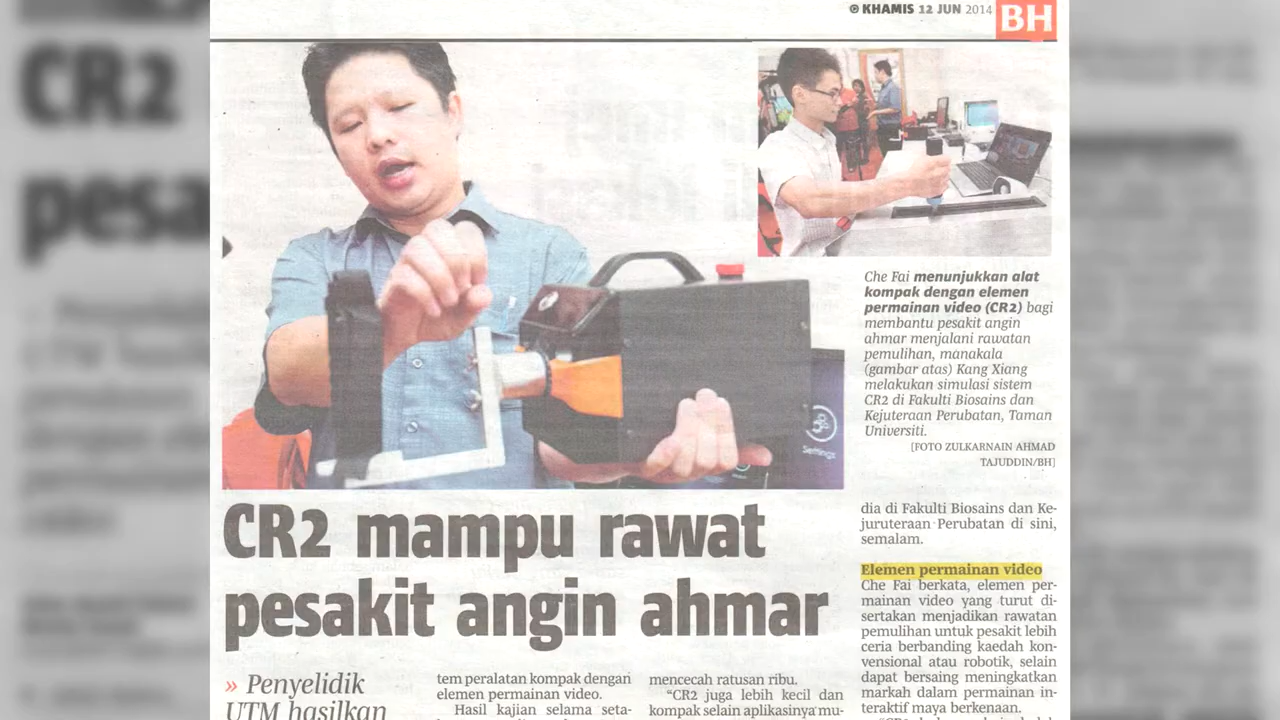 KHAMIS 12 JUN 2014 BH
Che Fai menunjukkan alat
kompak dengan elemen
permainan video (CR2) bagi
membantu pesakit angin
ahmar menjalani rawatan
pemulihan, manakala
(gambar atas) Kang Xiang
melakukan simulasi sistem
CR2 di Fakulti Biosains dan
Kejuteraan Perubatan, Taman
Universiti.
[FOTO ZULKARNAIN AHMAD
TAJUDDIN/BH]
Settings
CR2 mampu rawat
pesakit angin ahmar
» Penyelidik
UTM hasilkan
tem peralatan kompak dengan
elemen permainan video.
Hasil kajian selama seta-
mencecah ratusan ribu.
“CR2 juga lebih kecil dan
kompak selain aplikasinya mu-
dia di Fakulti Biosains dan Ke-
juruteraan Perubatan di sini,
semalam.
Elemen permainan video
Che Fai berkata, elemen per-
mainan video yang turut di-
sertakan menjadikan rawatan
pemulihan untuk pesakit lebih
ceria berbanding kaedah kon-
vensional atau robotik, selain
dapat bersaing meningkatkan
markah dalam permainan in-
teraktif maya berkenaan.
CR2
pesa